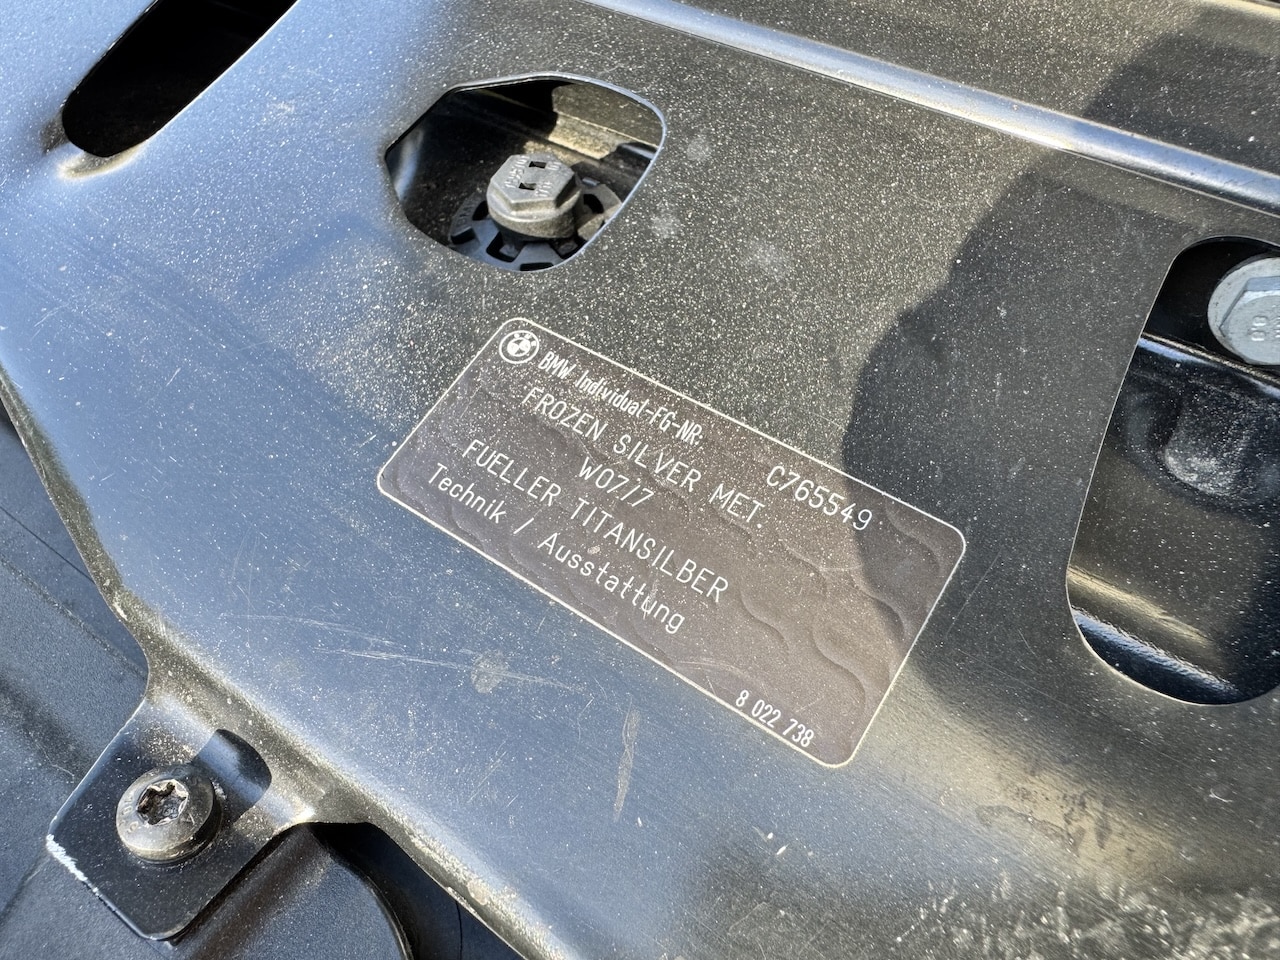 BMW Individual-FG-NR: C765549
FROZEN SILVER MET.
W07/7
FUELLER TITANSILBER
Technik / Ausstattung
8 022 738